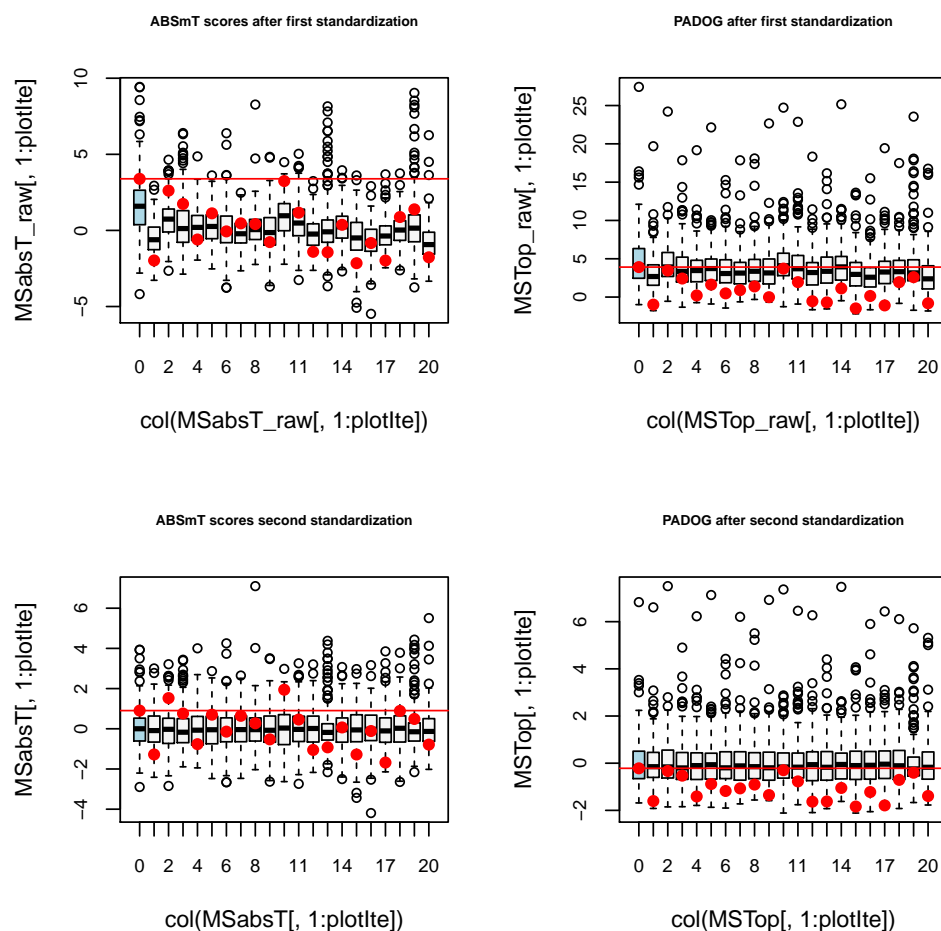 ABSmT scores after first standardization
MSabsT_raw[, 1:plotIte]
10
5
0
−5
0 2 4 6 8 11 14 17 20
col(MSabsT_raw[, 1:plotIte])
PADOG after first standardization
MSTop_raw[, 1:plotIte]
25
20
15
10
5
0
0 2 4 6 8 11 14 17 20
col(MSTop_raw[, 1:plotIte])
ABSmT scores second standardization
MSabsT[, 1:plotIte]
6
4
2
0
−2
−4
0 2 4 6 8 11 14 17 20
col(MSabsT[, 1:plotIte])
PADOG after second standardization
MSTop[, 1:plotIte]
6
4
2
0
−2
0 2 4 6 8 11 14 17 20
col(MSTop[, 1:plotIte])